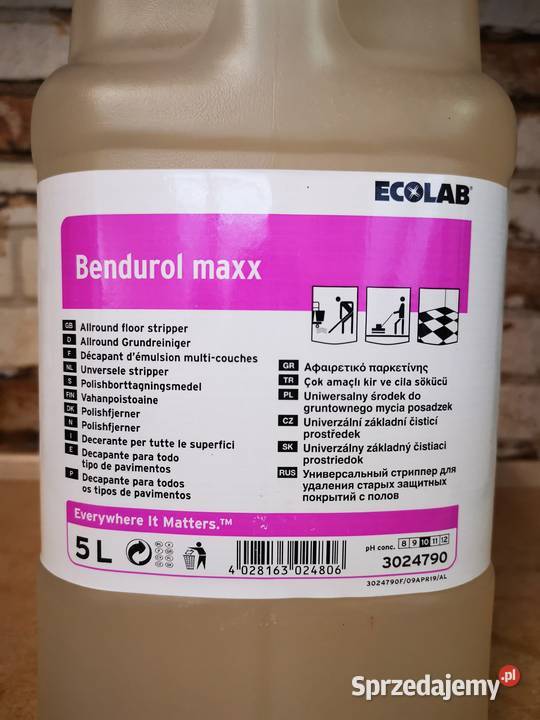 ECOLAB®
Bendurol maxx
GB Allround floor stripper
D Allround Grundreiniger
F Décapant d'émulsion multi-couches
NL Unversele stripper
S Polishborttagningsmedel
FIN Vahanpoistoaine
DK Polishfjerner
N Polishfjerner
I Decerante per tutte le superfici
E Decapante para todo
tipo de pavimentos
P Decapante para todos
os tipos de pavimentos
GR Αφαιρετικό παρκετίνης
TR Çok amaçlı kir ve cila sökücü
PL Uniwersalny środek do
gruntownego mycia posadzek
CZ Univerzální základní čisticí
prostředek
SK Univerzálny základný čistiaci
prostriedok
RUS Универсальный стриппер для
удаления старых защитных
покрытий с полов
Everywhere It Matters.™
5 L
4 028163 024806
pH conc. 8 9 10 11 12
3024790
3024790F/09APR19/AL
Sprzedajemy.pl